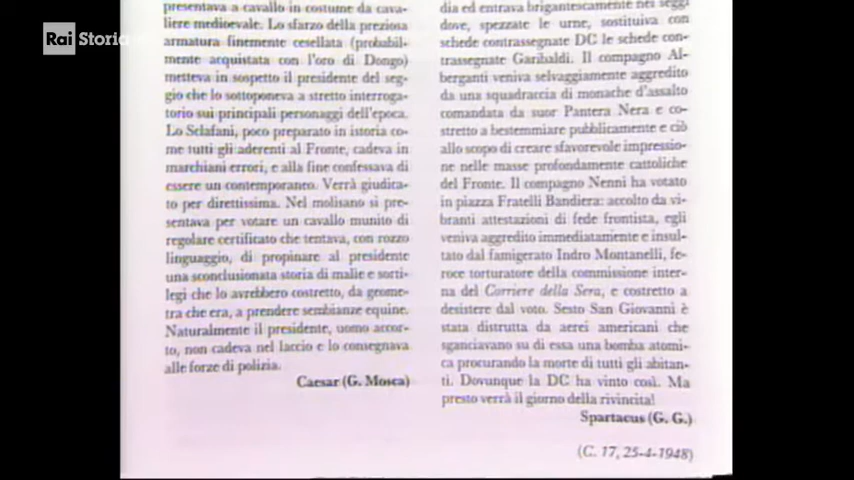 Rai Storia
presentava a cavallo in costume da cava-
liere medioevale. Lo sfarzo della preziosa
armatura finemente cesellata (probabil-
mente acquistata con l'oro di Dongo)
metteva in sospetto il presidente del seg-
gio che lo sottoponeva a stretto interroga-
torio sui principali personaggi dell'epoca.
Lo Sclafani, poco preparato in istoria co-
me tutti gli aderenti al Fronte, cadeva in
marchiani errori, e alla fine confessava di
essere un contemporaneo. Verrà giudica-
to per direttissima. Nel molisano si pre-
sentava per votare un cavallo munito di
regolare certificato che tentava, con rozzo
linguaggio, di propinare al presidente
una sconclusionata storia di malie e sorti-
legi che lo avrebbero costretto, da geome-
tra che era, a prendere sembianze equine.
Naturalmente il presidente, uomo accor-
to, non cadeva nel laccio e lo consegnava
alle forze di polizia.
Caesar (G. Mosca)
dia ed entrava brigantescamente nei seggi
dove, spezzate le urne, sostituiva con
schede contrassegnate DC le schede con-
trassegnate Garibaldi. Il compagno Al-
berganti veniva selvaggiamente aggredito
da una squadraccia di monache d'assalto
comandata da suor Pantera Nera e co-
stretto a bestemmiare pubblicamente e ciò
allo scopo di creare sfavorevole impressio-
ne nelle masse profondamente cattoliche
del Fronte. Il compagno Nenni ha votato
in piazza Fratelli Bandiera: accolto da vi-
branti attestazioni di fede frontista, egli
veniva aggredito immediatamente e insul-
tato dal famigerato Indro Montanelli, fe-
roce torturatore della commissione inter-
na del Corriere della Sera, e costretto a
desistere dal voto. Sesto San Giovanni è
stata distrutta da aerei americani che
sganciavano su di essa una bomba atomi-
ca procurando la morte di tutti gli abitan-
ti. Dovunque la DC ha vinto così. Ma
presto verrà il giorno della rivincita!
Spartacus (G. G.)
(C. 17, 25-4-1948)